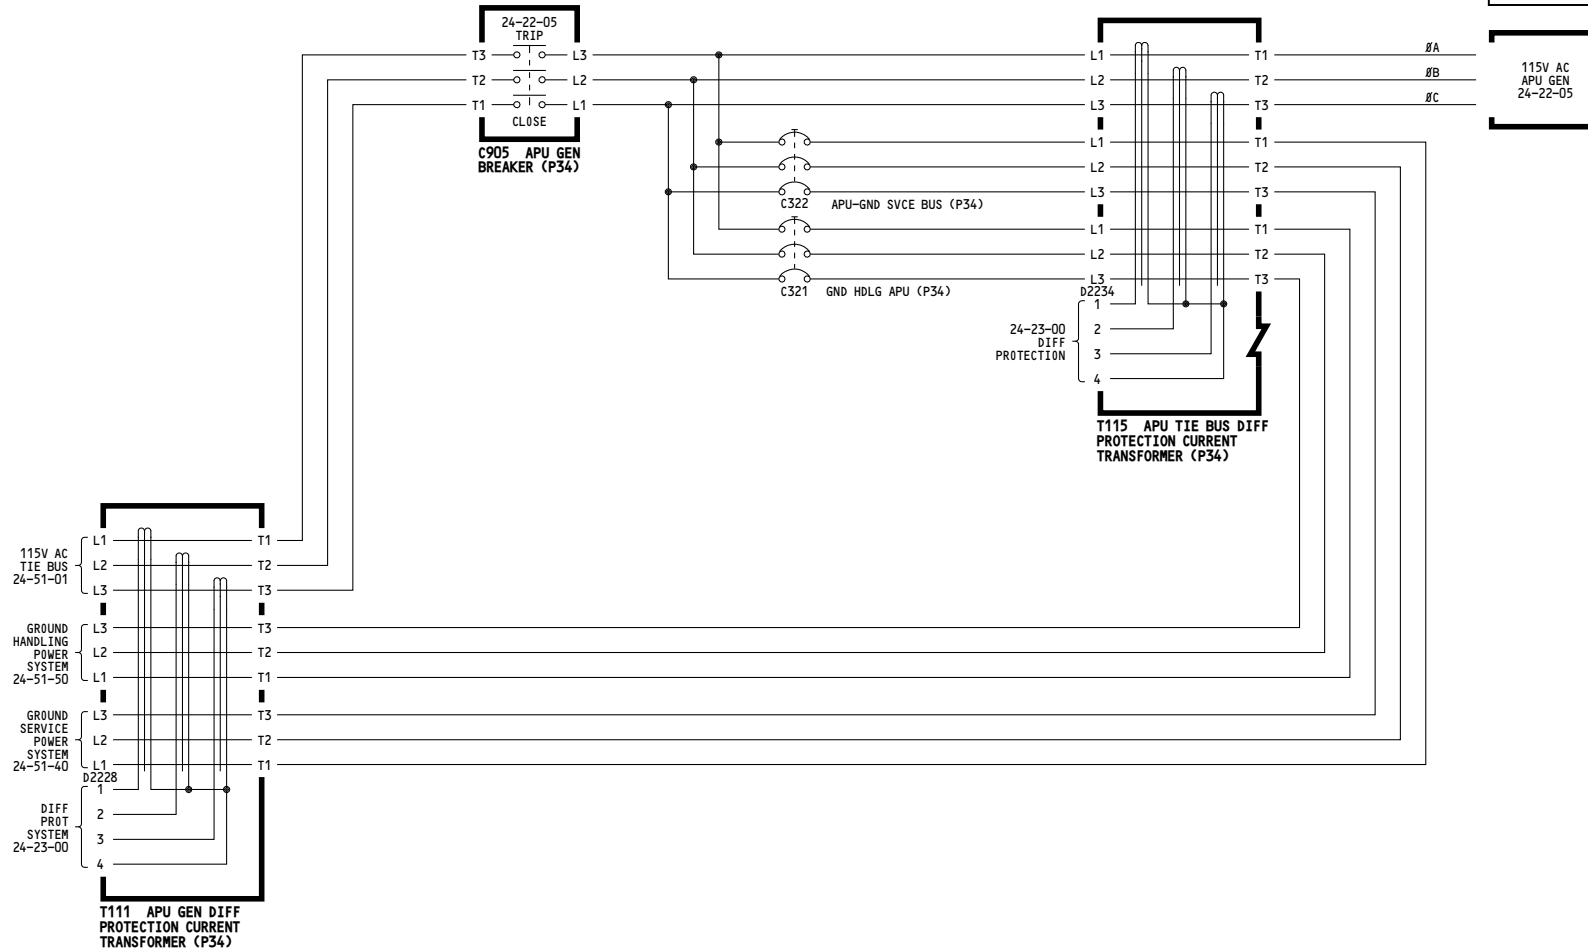 24-22-05
TRIP
T3 L3
T2 L2
T1 L1
CLOSE
C905 APU GEN
BREAKER (P34)
L1 T1 ØA
L2 T2 ØB
L3 T3 ØC
115V AC
APU GEN
24-22-05
L1 T1
L2 T2
L3 T3
C322 APU-GND SVCE BUS (P34)
L1 T1
L2 T2
L3 T3
C321 GND HDLG APU (P34)
D2234
1
2
3
4
24-23-00
DIFF
PROTECTION
T115 APU TIE BUS DIFF
PROTECTION CURRENT
TRANSFORMER (P34)
115V AC
TIE BUS
24-51-01
L1 T1
L2 T2
L3 T3
GROUND
HANDLING
POWER
SYSTEM
24-51-50
L3 T3
L2 T2
L1 T1
GROUND
SERVICE
POWER
SYSTEM
24-51-40
L3 T3
L2 T2
L1 T1
D2228
1
2
3
4
DIFF
PROT
SYSTEM
24-23-00
T111 APU GEN DIFF
PROTECTION CURRENT
TRANSFORMER (P34)